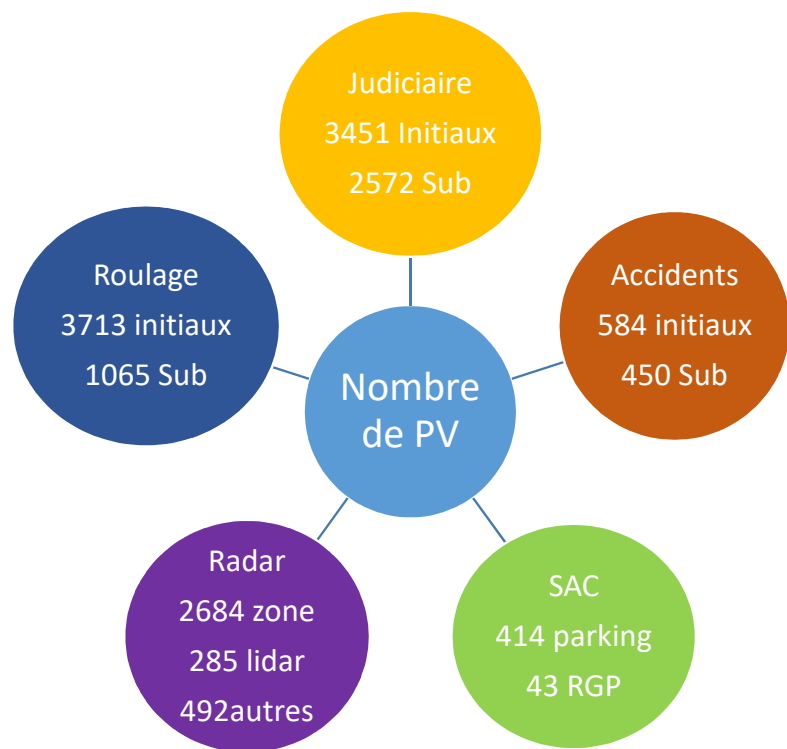 Judiciaire
3451 Initiaux
2572 Sub
Accidents
584 initiaux
450 Sub
SAC
414 parking
43 RGP
Radar
2684 zone
285 lidar
492autres
Roulage
3713 initiaux
1065 Sub
Nombre
de PV